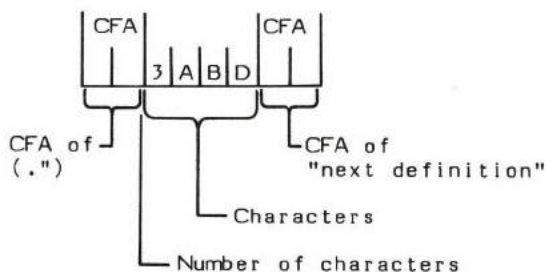 CFA CFA
3 A B D
CFA of
(.")
CFA of
"next definition"
Characters
Number of characters